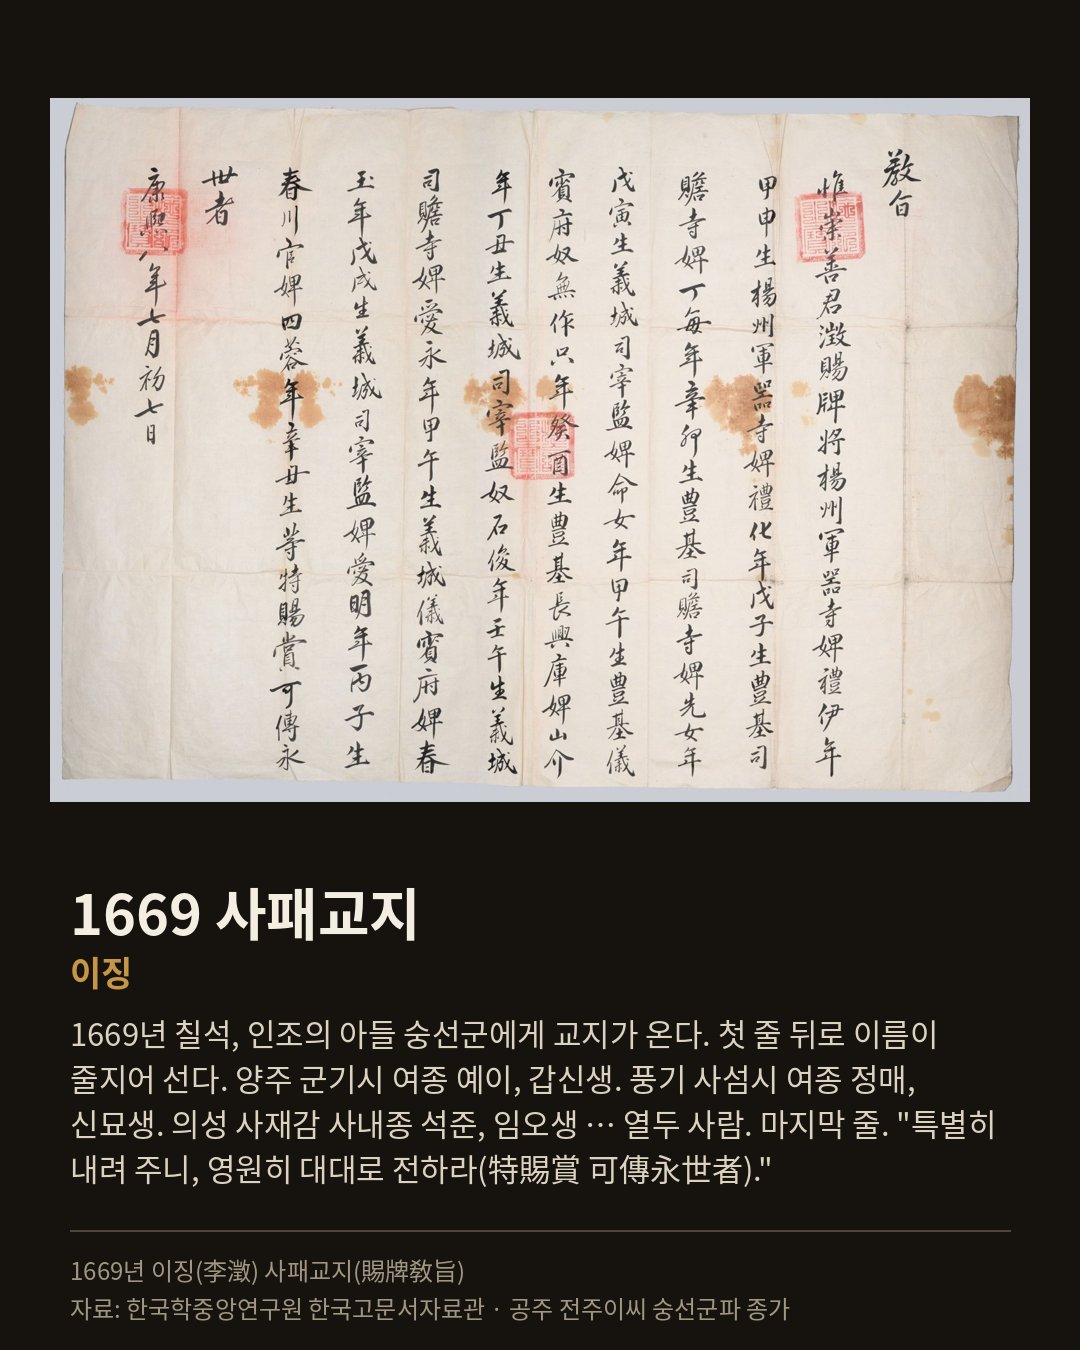 敎旨
惟崇善君澂賜牌將楊州軍器寺婢禮伊年
甲申生楊州軍器寺婢禮化年戊子生豊基司
贍寺婢丁每年辛卯生豊基司贍寺婢先女年
戊寅生義城司宰監婢命女年甲午生豊基儀
賓府奴無作只年癸酉生豊基長興庫婢山介
年丁丑生義城司宰監奴石俊年壬午生義城
司贍寺婢愛永年甲午生義城儀賓府婢春
玉年戊戌生義城司宰監婢愛明年丙子生
春川官婢四蓉年辛丑生等特賜賞可傳永
世者
康熙八年七月初七日
1669 사패교지
이징
1669년 칠석, 인조의 아들 숭선군에게 교지가 온다. 첫 줄 뒤로 이름이
줄지어 선다. 양주 군기시 여종 예이, 갑신생. 풍기 사섬시 여종 정매,
신묘생. 의성 사재감 사내종 석준, 임오생 … 열두 사람. 마지막 줄. "특별히
내려 주니, 영원히 대대로 전하라(特賜賞 可傳永世者)."
1669년 이징(李澂) 사패교지(賜牌敎旨)
자료: 한국학중앙연구원 한국고문서자료관 · 공주 전주이씨 숭선군파 종가